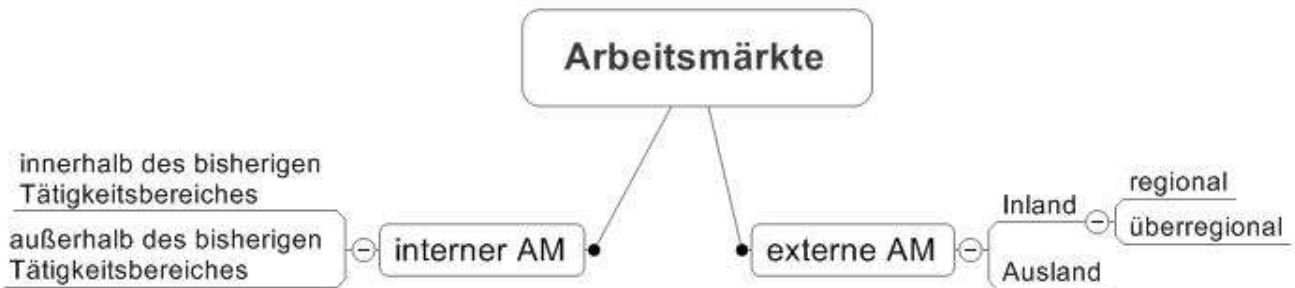 Arbeitsmärkte
innerhalb des bisherigen
Tätigkeitsbereiches
außerhalb des bisherigen
Tätigkeitsbereiches
interner AM
externe AM
Inland
regional
überregional
Ausland